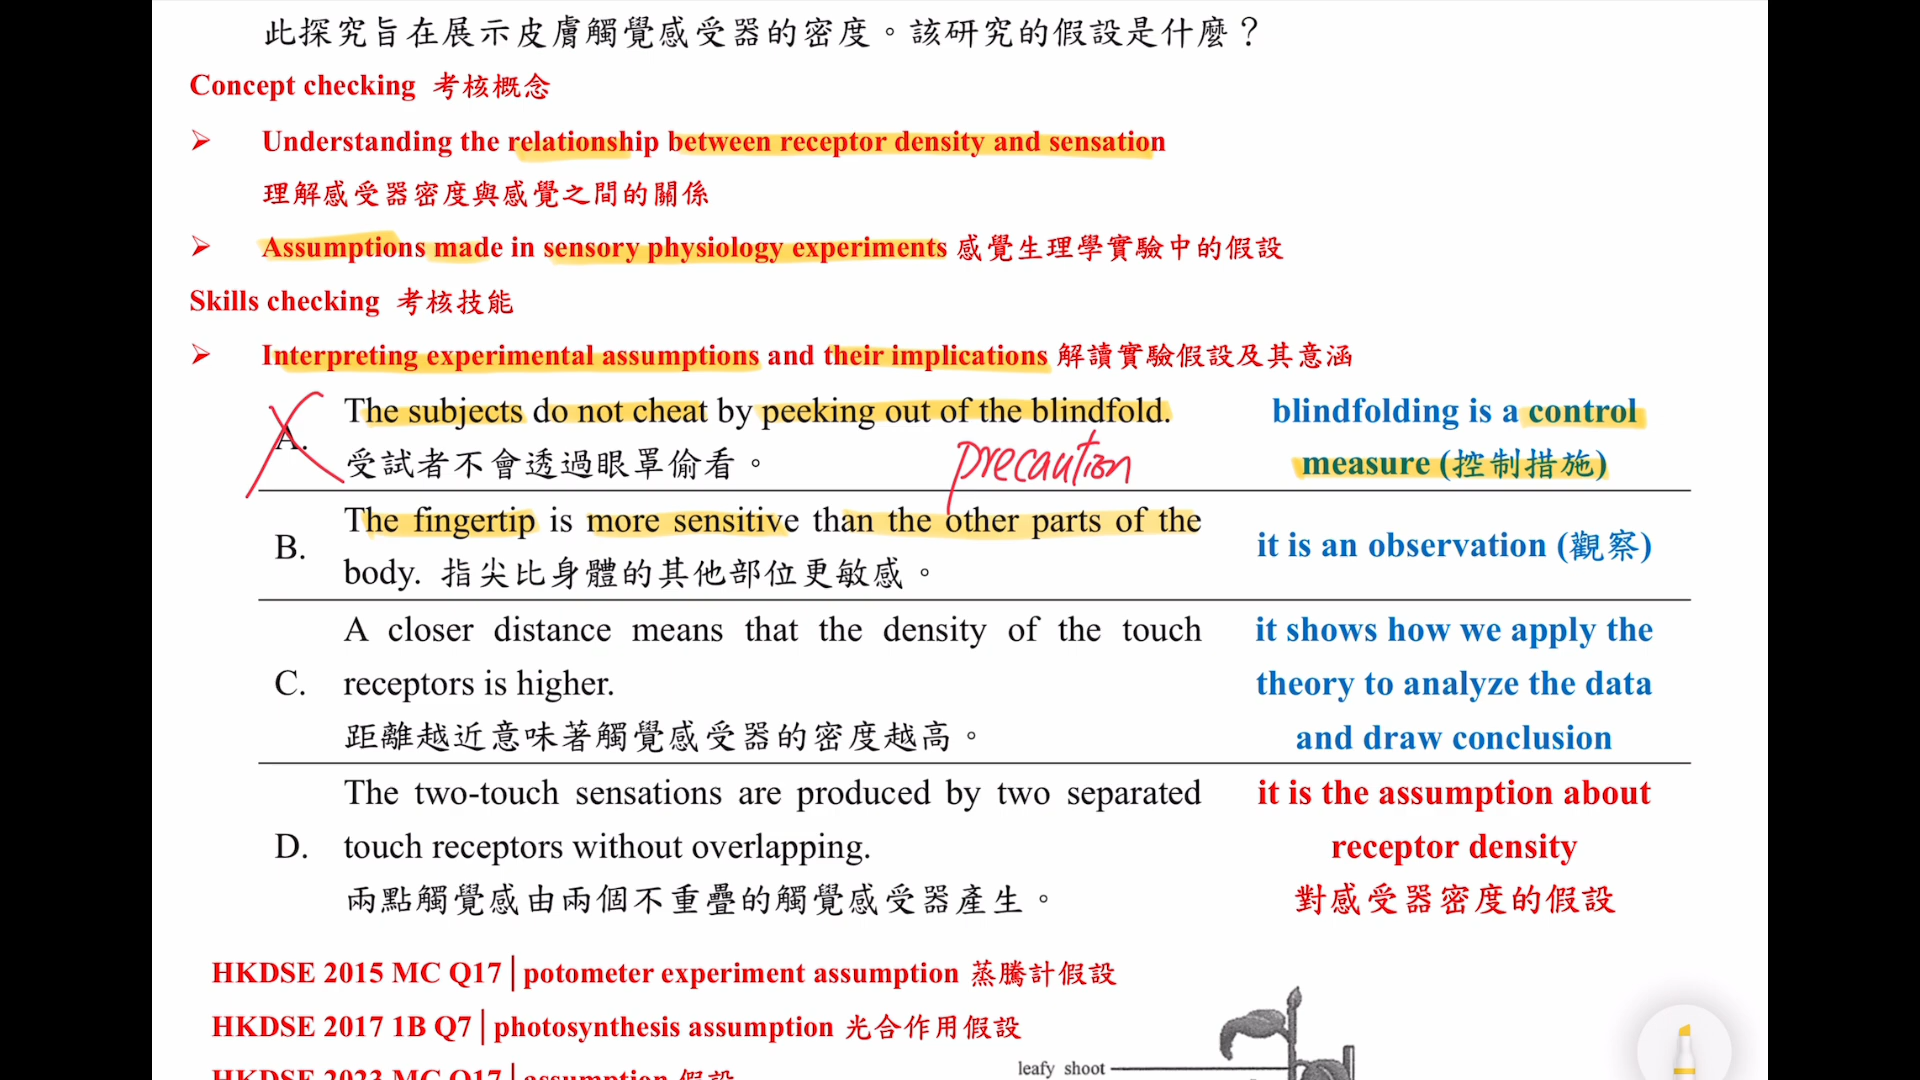 此探究旨在展示皮膚觸覺感受器的密度。該研究的假設是什麼？
Concept checking 考核概念
➢ Understanding the relationship between receptor density and sensation
理解感受器密度與感覺之間的關係
➢ Assumptions made in sensory physiology experiments 感覺生理學實驗中的假設
Skills checking 考核技能
➢ Interpreting experimental assumptions and their implications 解讀實驗假設及其意涵
A. The subjects do not cheat by peeking out of the blindfold.
受試者不會透過眼罩偷看。
precaution
blindfolding is a control
measure (控制措施)
B. The fingertip is more sensitive than the other parts of the
body. 指尖比身體的其他部位更敏感。
it is an observation (觀察)
C. A closer distance means that the density of the touch
receptors is higher.
距離越近意味著觸覺感受器的密度越高。
it shows how we apply the
theory to analyze the data
and draw conclusion
D. The two-touch sensations are produced by two separated
touch receptors without overlapping.
兩點觸覺感由兩個不重疊的觸覺感受器產生。
it is the assumption about
receptor density
對感受器密度的假設
HKDSE 2015 MC Q17│potometer experiment assumption 蒸騰計假設
HKDSE 2017 1B Q7│photosynthesis assumption 光合作用假設
HKDSE 2023 MC Q17│assumption 假設
leafy shoot